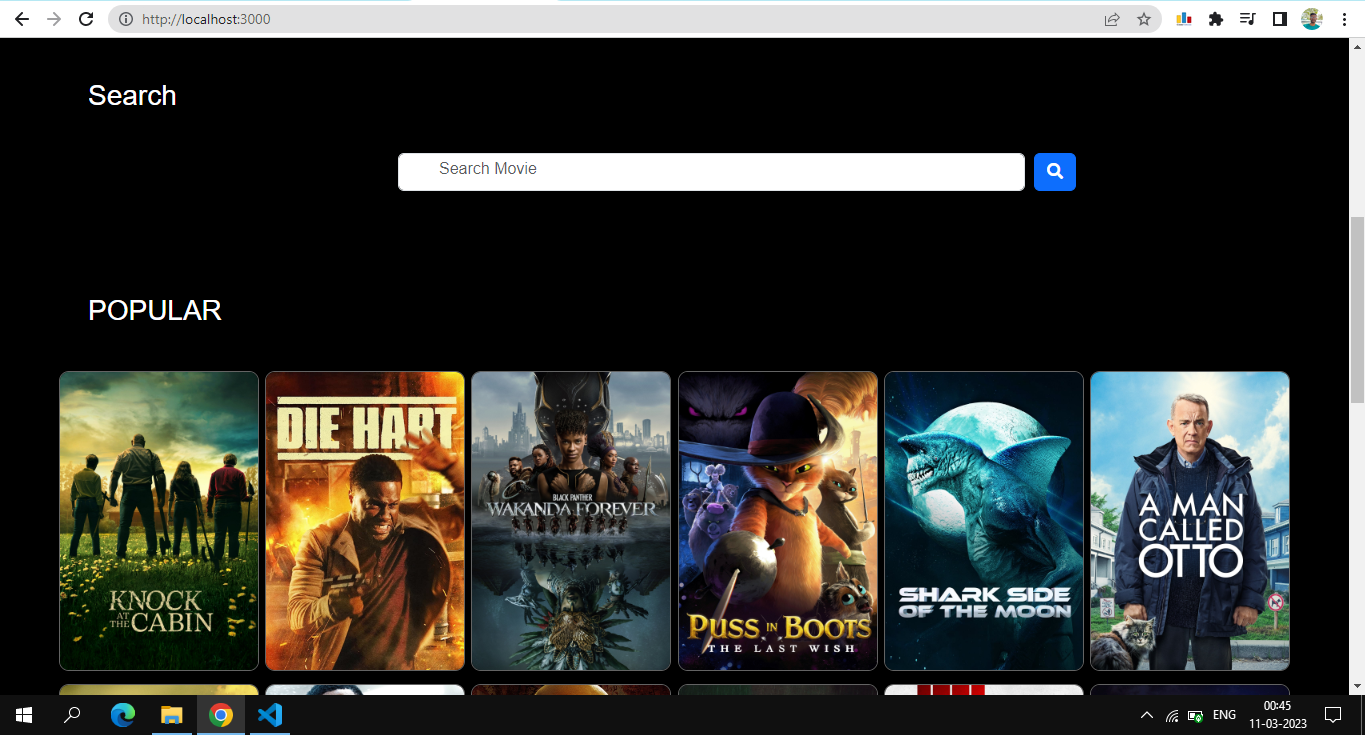 http://localhost:3000
Search
Search Movie
POPULAR
KNOCK
AT THE CABIN
DIE HART
BLACK PANTHER
WAKANDA FOREVER
PUSS IN BOOTS
THE LAST WISH
SHARK SIDE
OF THE MOON
A MAN
CALLED
OTTO
ENG
00:45
11-03-2023